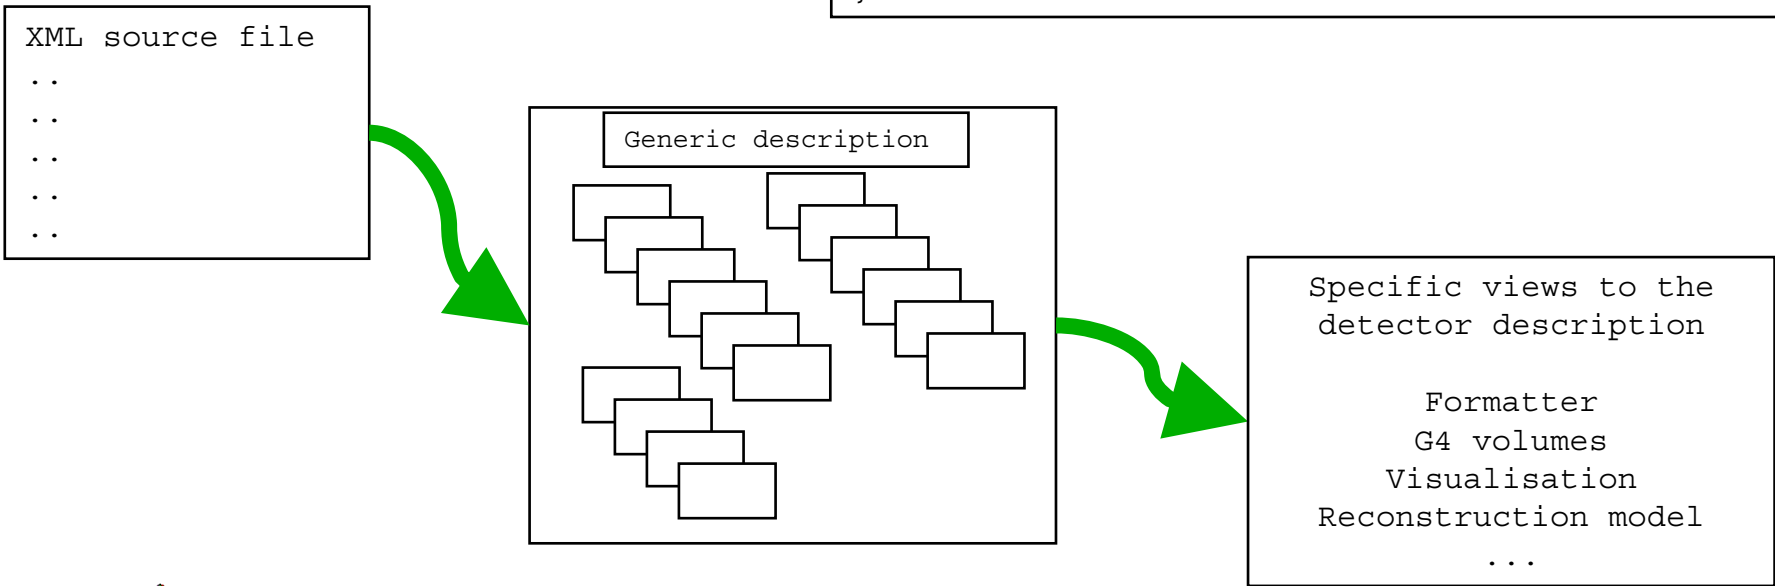 XML source file
..
..
..
..
..
Generic description
Specific views to the
detector description
Formatter
G4 volumes
Visualisation
Reconstruction model
...